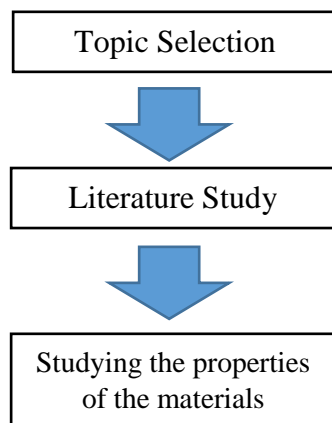 Topic Selection
Literature Study
Studying the properties
of the materials